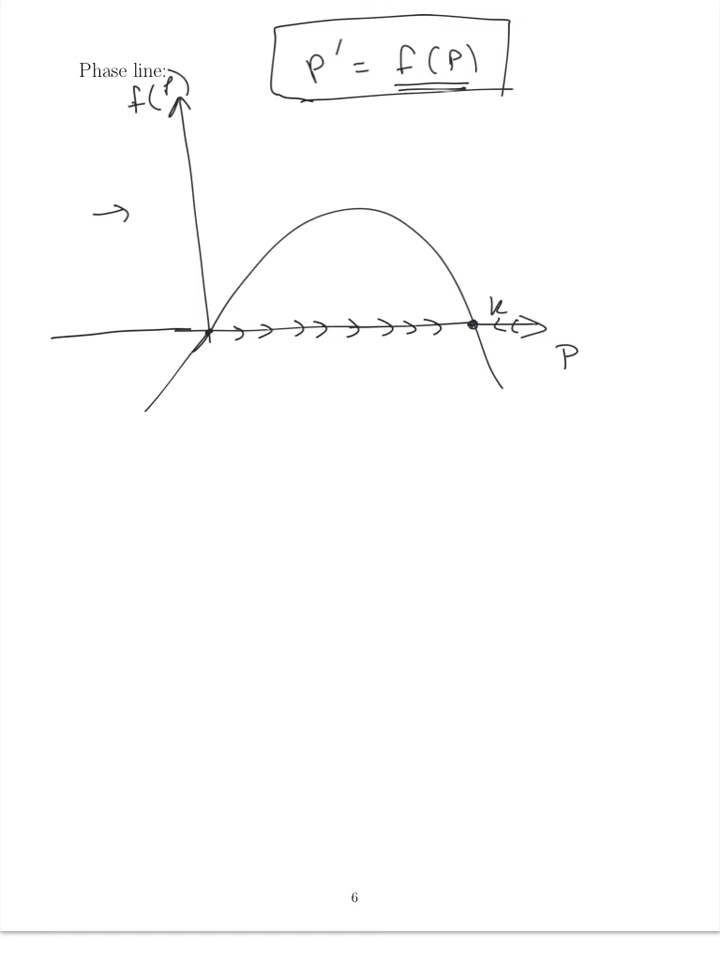 P' = f(P)
Phase line:
f(P)
K
P
6